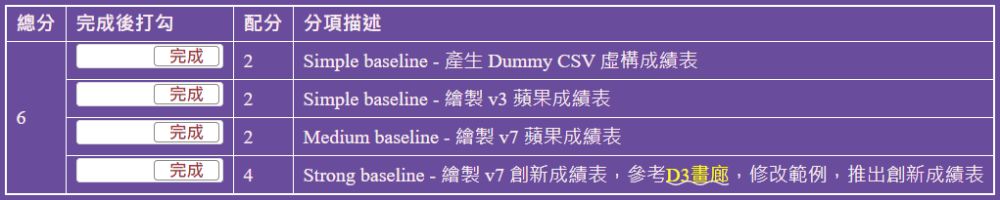 總分 完成後打勾 配分 分項描述
6
完成 2 Simple baseline - 產生 Dummy CSV 虛構成績表
完成 2 Simple baseline - 繪製 v3 蘋果成績表
完成 2 Medium baseline - 繪製 v7 蘋果成績表
完成 4 Strong baseline - 繪製 v7 創新成績表，參考D3畫廊，修改範例，推出創新成績表